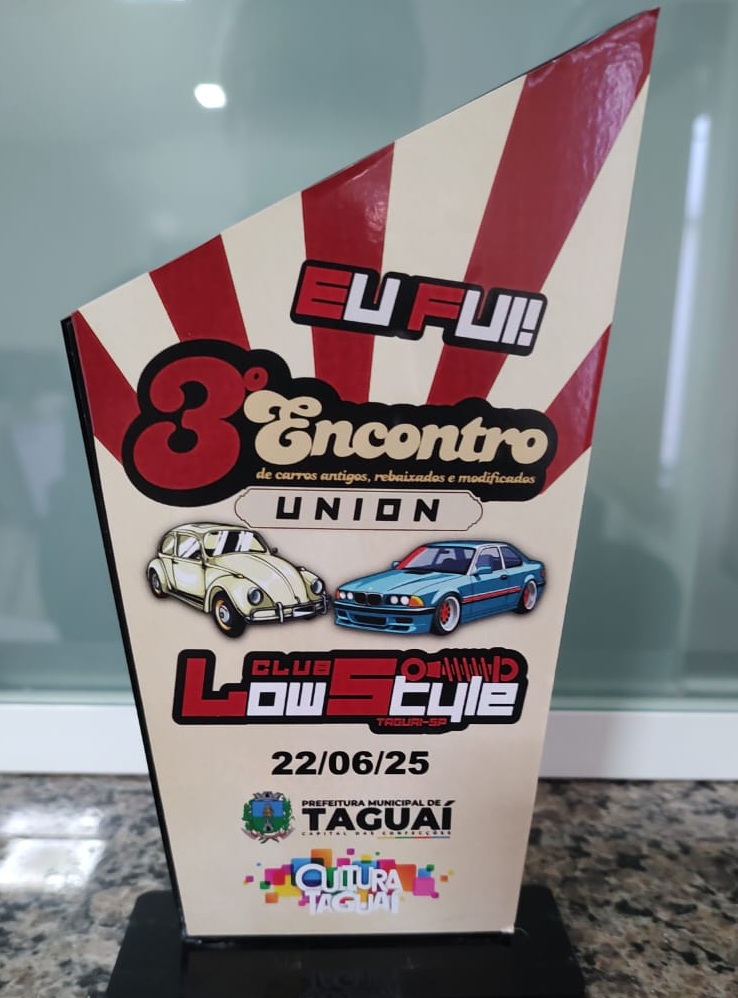 EU FUI!
3º Encontro
de carros antigos, rebaixados e modificados
UNION
CLUB
LowStyle
TAGUAI-SP
22/06/25
PREFEITURA MUNICIPAL DE
TAGUAÍ
CAPITAL DAS CONFECÇÕES
CULTURA
TAGUAÍ